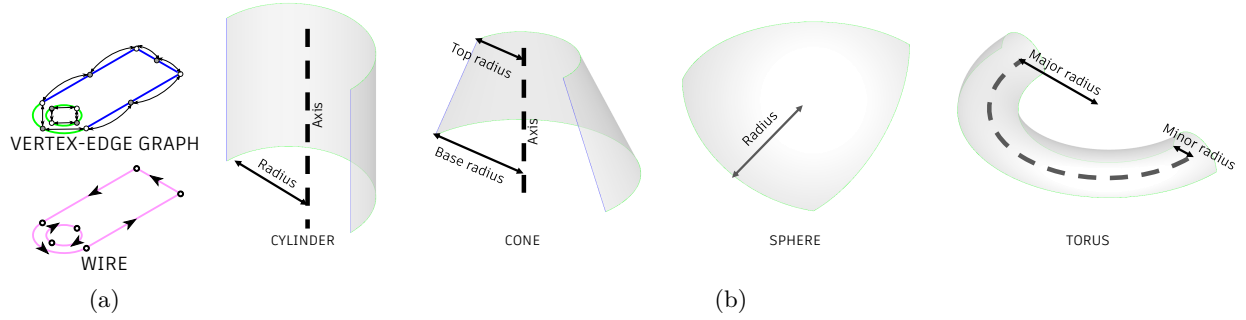 VERTEX-EDGE GRAPH
WIRE
(a)
Axis
Radius
CYLINDER
Top radius
Axis
Base radius
CONE
Radius
SPHERE
Major radius
Minor radius
TORUS
(b)